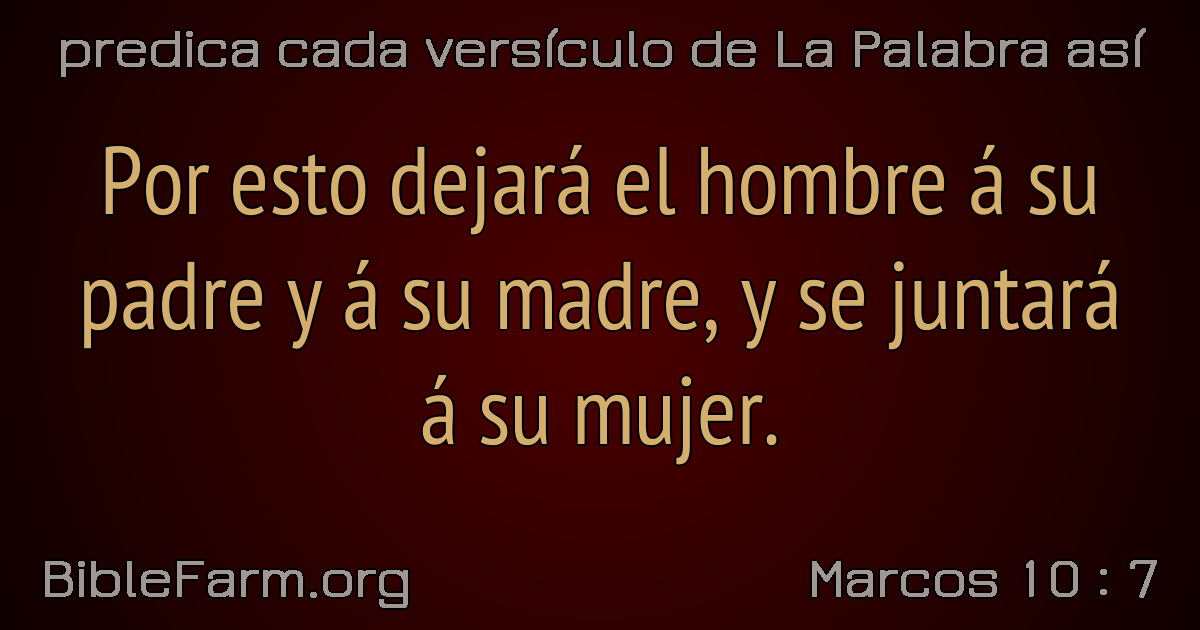 predica cada versículo de La Palabra así
Por esto dejará el hombre á su
padre y á su madre, y se juntará
á su mujer.
BibleFarm.org
Marcos 10 : 7